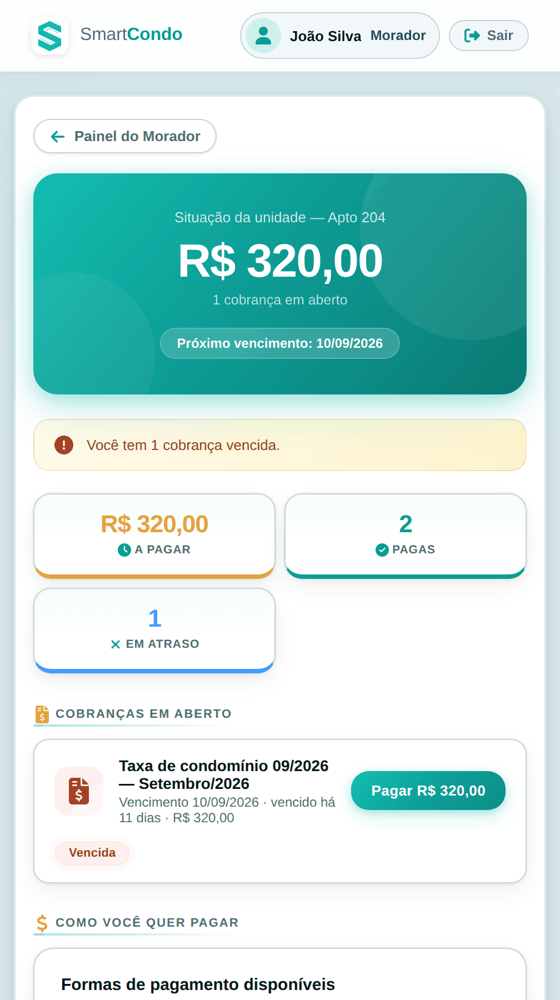 SmartCondo
João Silva Morador
Sair
Painel do Morador
Situação da unidade — Apto 204
R$ 320,00
1 cobrança em aberto
Próximo vencimento: 10/09/2026
Você tem 1 cobrança vencida.
R$ 320,00
A PAGAR
2
PAGAS
1
EM ATRASO
COBRANÇAS EM ABERTO
Taxa de condomínio 09/2026
— Setembro/2026
Vencimento 10/09/2026 · vencido há
11 dias · R$ 320,00
Pagar R$ 320,00
Vencida
COMO VOCÊ QUER PAGAR
Formas de pagamento disponíveis